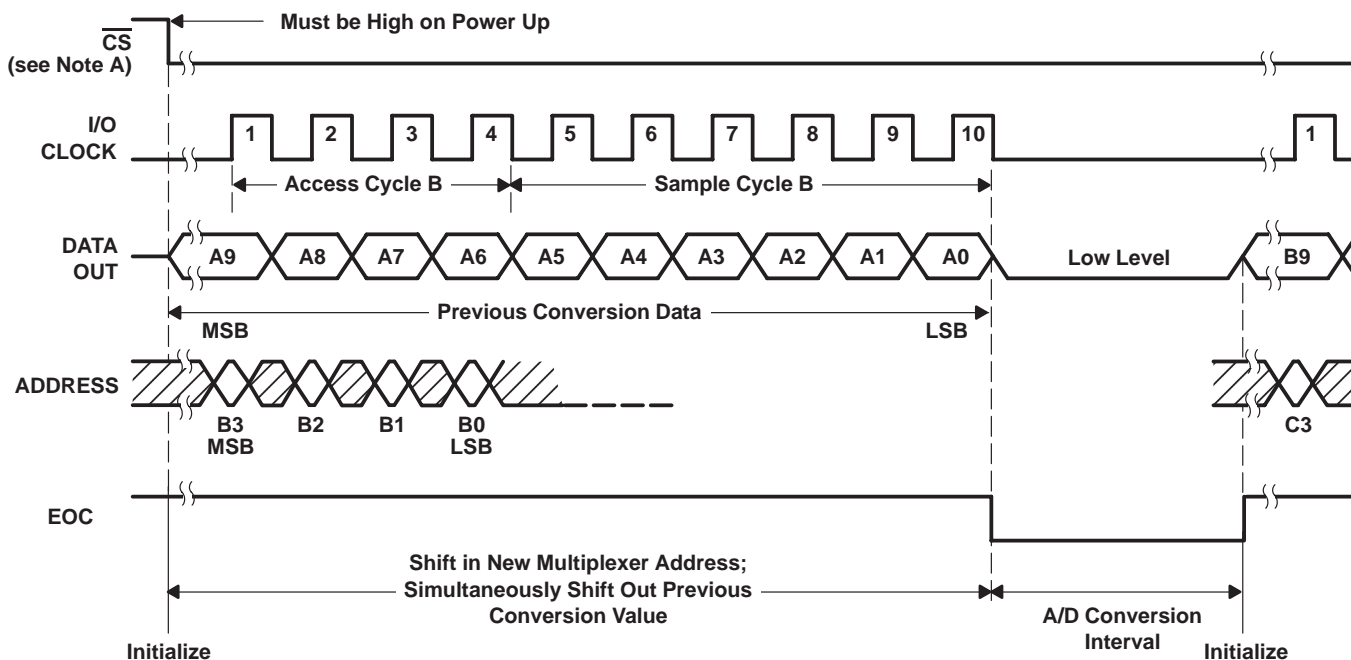 Must be High on Power Up
CS
(see Note A)
I/O
CLOCK
1 2 3 4 5 6 7 8 9 10 1
Access Cycle B Sample Cycle B
DATA
OUT
A9 A8 A7 A6 A5 A4 A3 A2 A1 A0 Low Level B9
Previous Conversion Data
MSB LSB
ADDRESS
B3 B2 B1 B0 C3
MSB LSB
EOC
Shift in New Multiplexer Address;
Simultaneously Shift Out Previous
Conversion Value
A/D Conversion
Interval
Initialize Initialize